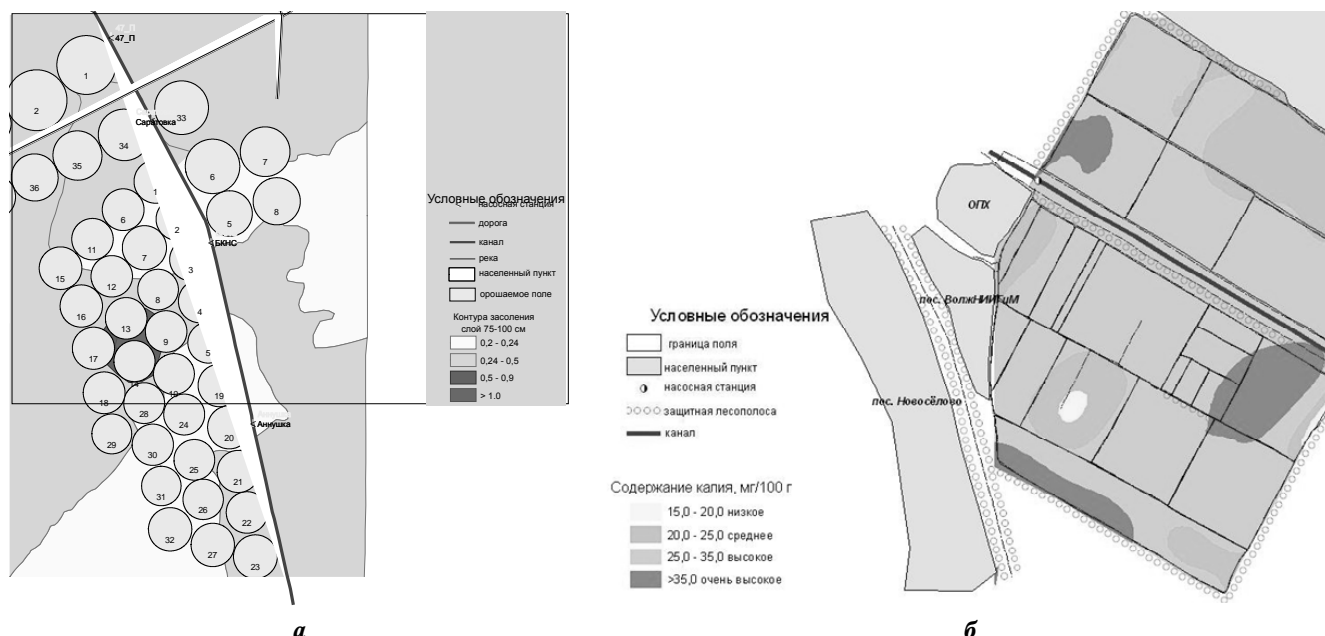 47_П
47_П
1
2
33
Саратовка
34
35
36
6
7
1
8
5
6
2
БКНС
11
7
3
15
12
8
16
4
13
9
17
5
14
10
18
19
28
24
Аннушка
20
29
30
25
21
31
26
22
32
27
23
Условные обозначения
насосная станция
дорога
канал
река
населенный пункт
орошаемое поле
Контура засоления
слой 75-100 см
0,2 - 0,24
0,24 - 0,5
0,5 - 0,9
> 1.0
а
ОПХ
пос. ВолжНИИГиМ
пос. Новосёлово
Условные обозначения
граница поля
населенный пункт
насосная станция
защитная лесополоса
канал
Содержание калия, мг/100 г
15,0 - 20,0 низкое
20,0 - 25,0 среднее
25,0 - 35,0 высокое
>35,0 очень высокое
б